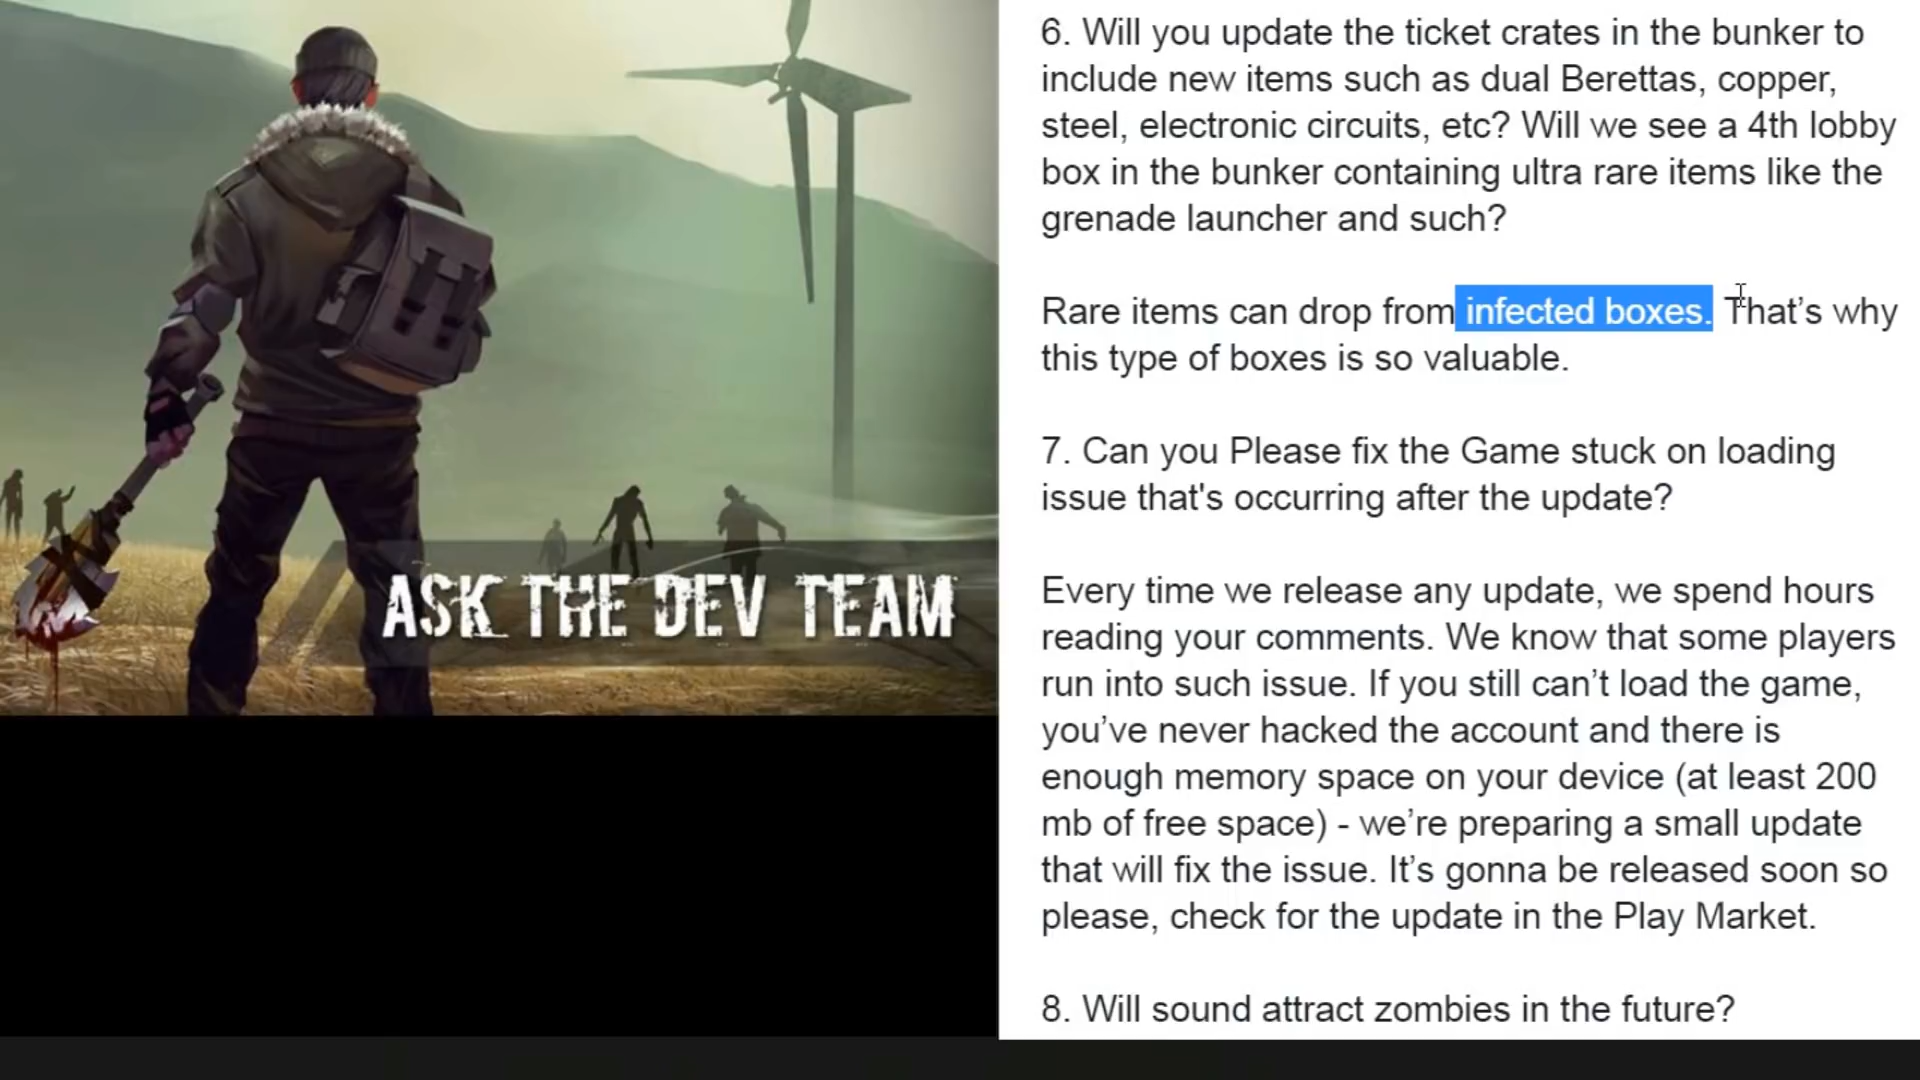 ASK THE DEV TEAM
6. Will you update the ticket crates in the bunker to
include new items such as dual Berettas, copper,
steel, electronic circuits, etc? Will we see a 4th lobby
box in the bunker containing ultra rare items like the
grenade launcher and such?
Rare items can drop from infected boxes. That’s why
this type of boxes is so valuable.
7. Can you Please fix the Game stuck on loading
issue that's occurring after the update?
Every time we release any update, we spend hours
reading your comments. We know that some players
run into such issue. If you still can’t load the game,
you’ve never hacked the account and there is
enough memory space on your device (at least 200
mb of free space) - we’re preparing a small update
that will fix the issue. It’s gonna be released soon so
please, check for the update in the Play Market.
8. Will sound attract zombies in the future?